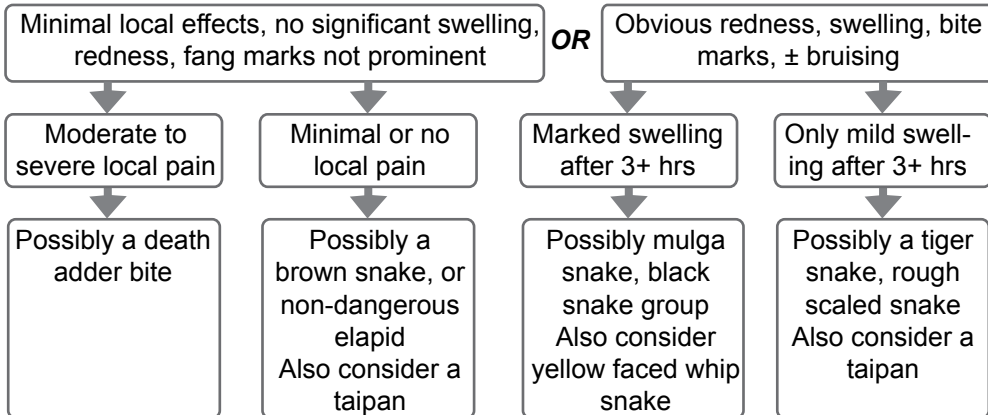 Minimal local effects, no significant swelling,
redness, fang marks not prominent
OR
Obvious redness, swelling, bite
marks, ± bruising
Moderate to
severe local pain
Minimal or no
local pain
Marked swelling
after 3+ hrs
Only mild swel-
ling after 3+ hrs
Possibly a death
adder bite
Possibly a
brown snake, or
non-dangerous
elapid
Also consider a
taipan
Possibly mulga
snake, black
snake group
Also consider
yellow faced whip
snake
Possibly a tiger
snake, rough
scaled snake
Also consider a
taipan